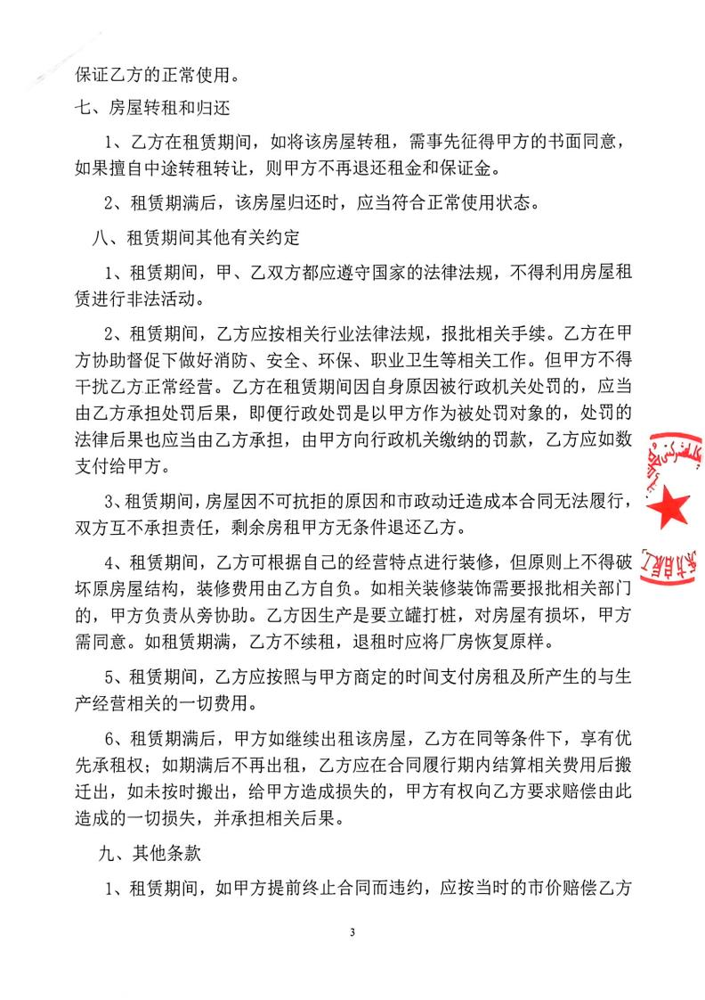 保证乙方的正常使用。
七、房屋转租和归还
1、乙方在租赁期间，如将该房屋转租，需事先征得甲方的书面同意，
如果擅自中途转租转让，则甲方不再退还租金和保证金。
2、租赁期满后，该房屋归还时，应当符合正常使用状态。
八、租赁期间其他有关约定
1、租赁期间，甲、乙双方都应遵守国家的法律法规，不得利用房屋租
赁进行非法活动。
2、租赁期间，乙方应按相关行业法律法规，报批相关手续。乙方在甲
方协助督促下做好消防、安全、环保、职业卫生等相关工作。但甲方不得
干扰乙方正常经营。乙方在租赁期间因自身原因被行政机关处罚的，应当
由乙方承担处罚后果，即便行政处罚是以甲方作为被处罚对象的，处罚的
法律后果也应当由乙方承担，由甲方向行政机关缴纳的罚款，乙方应如数
支付给甲方。
3、租赁期间，房屋因不可抗拒的原因和市政动迁造成本合同无法履行，
双方互不承担责任，剩余房租甲方无条件退还乙方。
4、租赁期间，乙方可根据自己的经营特点进行装修，但原则上不得破
坏原房屋结构，装修费用由乙方自负。如相关装修装饰需要报批相关部门
的，甲方负责从旁协助。乙方因生产是要立罐打桩，对房屋有损坏，甲方
需同意。如租赁期满，乙方不续租，退租时应将厂房恢复原样。
5、租赁期间，乙方应按照与甲方商定的时间支付房租及所产生的与生
产经营相关的一切费用。
6、租赁期满后，甲方如继续出租该房屋，乙方在同等条件下，享有优
先承租权；如期满后不再出租，乙方应在合同履行期内结算相关费用后搬
迁出，如未按时搬出，给甲方造成损失的，甲方有权向乙方要求赔偿由此
造成的一切损失，并承担相关后果。
九、其他条款
1、租赁期间，如甲方提前终止合同而违约，应按当时的市价赔偿乙方
3